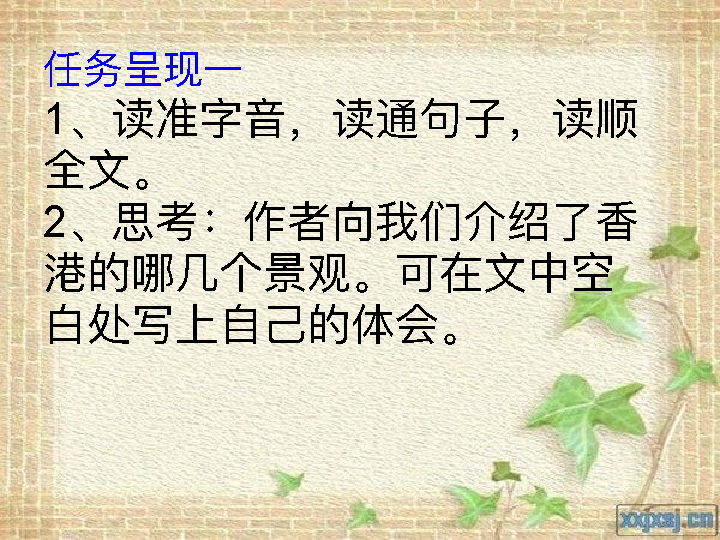 任务呈现一
1、读准字音，读通句子，读顺
全文。
2、思考：作者向我们介绍了香
港的哪几个景观。可在文中空
白处写上自己的体会。
xxjxsj.cn